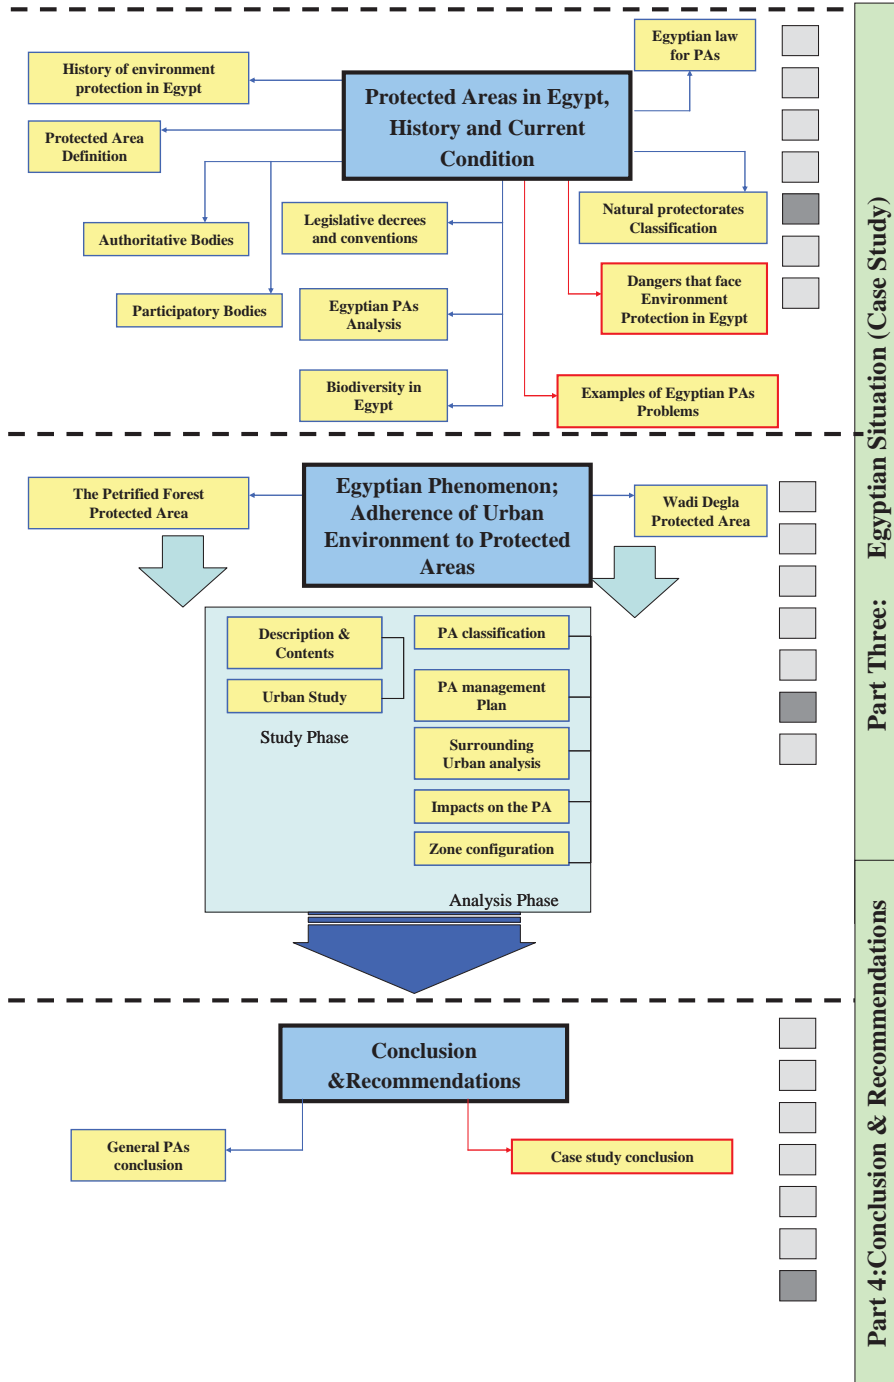 Egyptian law
for PAs
History of environment
protection in Egypt
Protected Areas in Egypt,
History and Current
Condition
Protected Area
Definition
Authoritative Bodies
Legislative decrees
and conventions
Natural protectorates
Classification
Participatory Bodies
Egyptian PAs
Analysis
Dangers that face
Environment
Protection in Egypt
Biodiversity in
Egypt
Examples of Egyptian PAs
Problems
Part Three: Egyptian Situation (Case Study)
The Petrified Forest
Protected Area
Egyptian Phenomenon;
Adherence of Urban
Environment to Protected
Areas
Wadi Degla
Protected Area
Description &
Contents
Urban Study
Study Phase
PA classification
PA management
Plan
Surrounding
Urban analysis
Impacts on the PA
Zone configuration
Analysis Phase
Conclusion
&Recommendations
General PAs
conclusion
Case study conclusion
Part 4:Conclusion & Recommendations